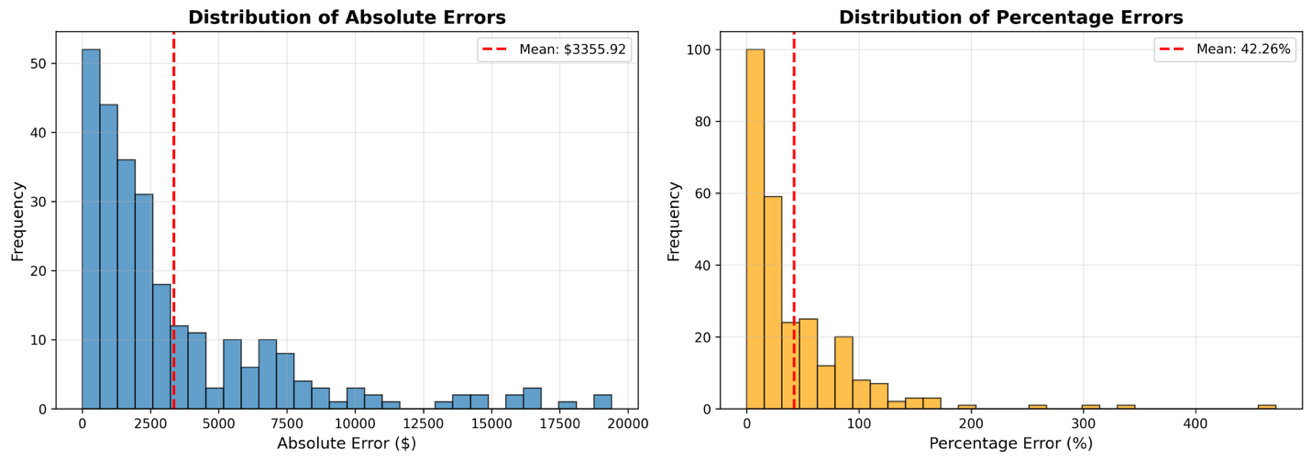 Distribution of Absolute Errors
Mean: $3355.92
50
40
30
20
10
0
Frequency
0 2500 5000 7500 10000 12500 15000 17500 20000
Absolute Error ($)
Distribution of Percentage Errors
Mean: 42.26%
100
80
60
40
20
0
Frequency
0 100 200 300 400
Percentage Error (%)